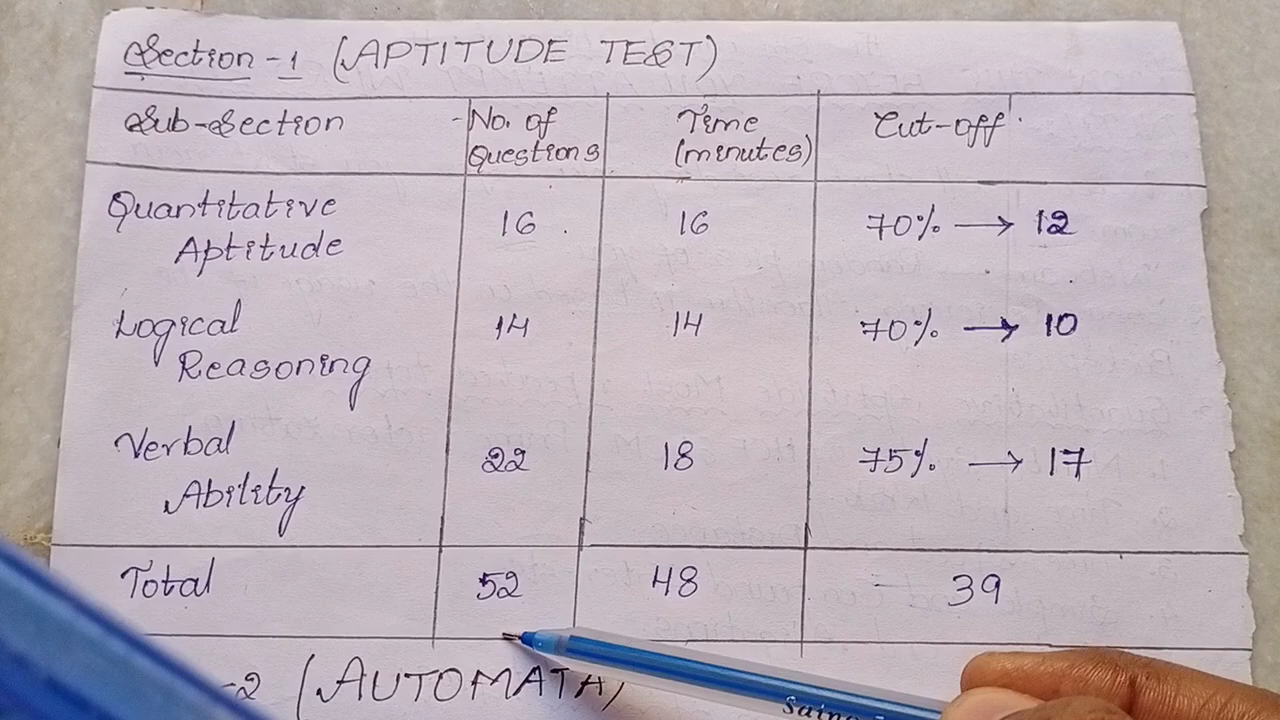 Section-1 (APTITUDE TEST)
Sub-Section No. of Questions Time (minutes) Cut-off
Quantitative Aptitude 16 16 70% → 12
Logical Reasoning 14 14 70% → 10
Verbal Ability 22 18 75% → 17
Total 52 48 39
-2 (AUTOMATA)